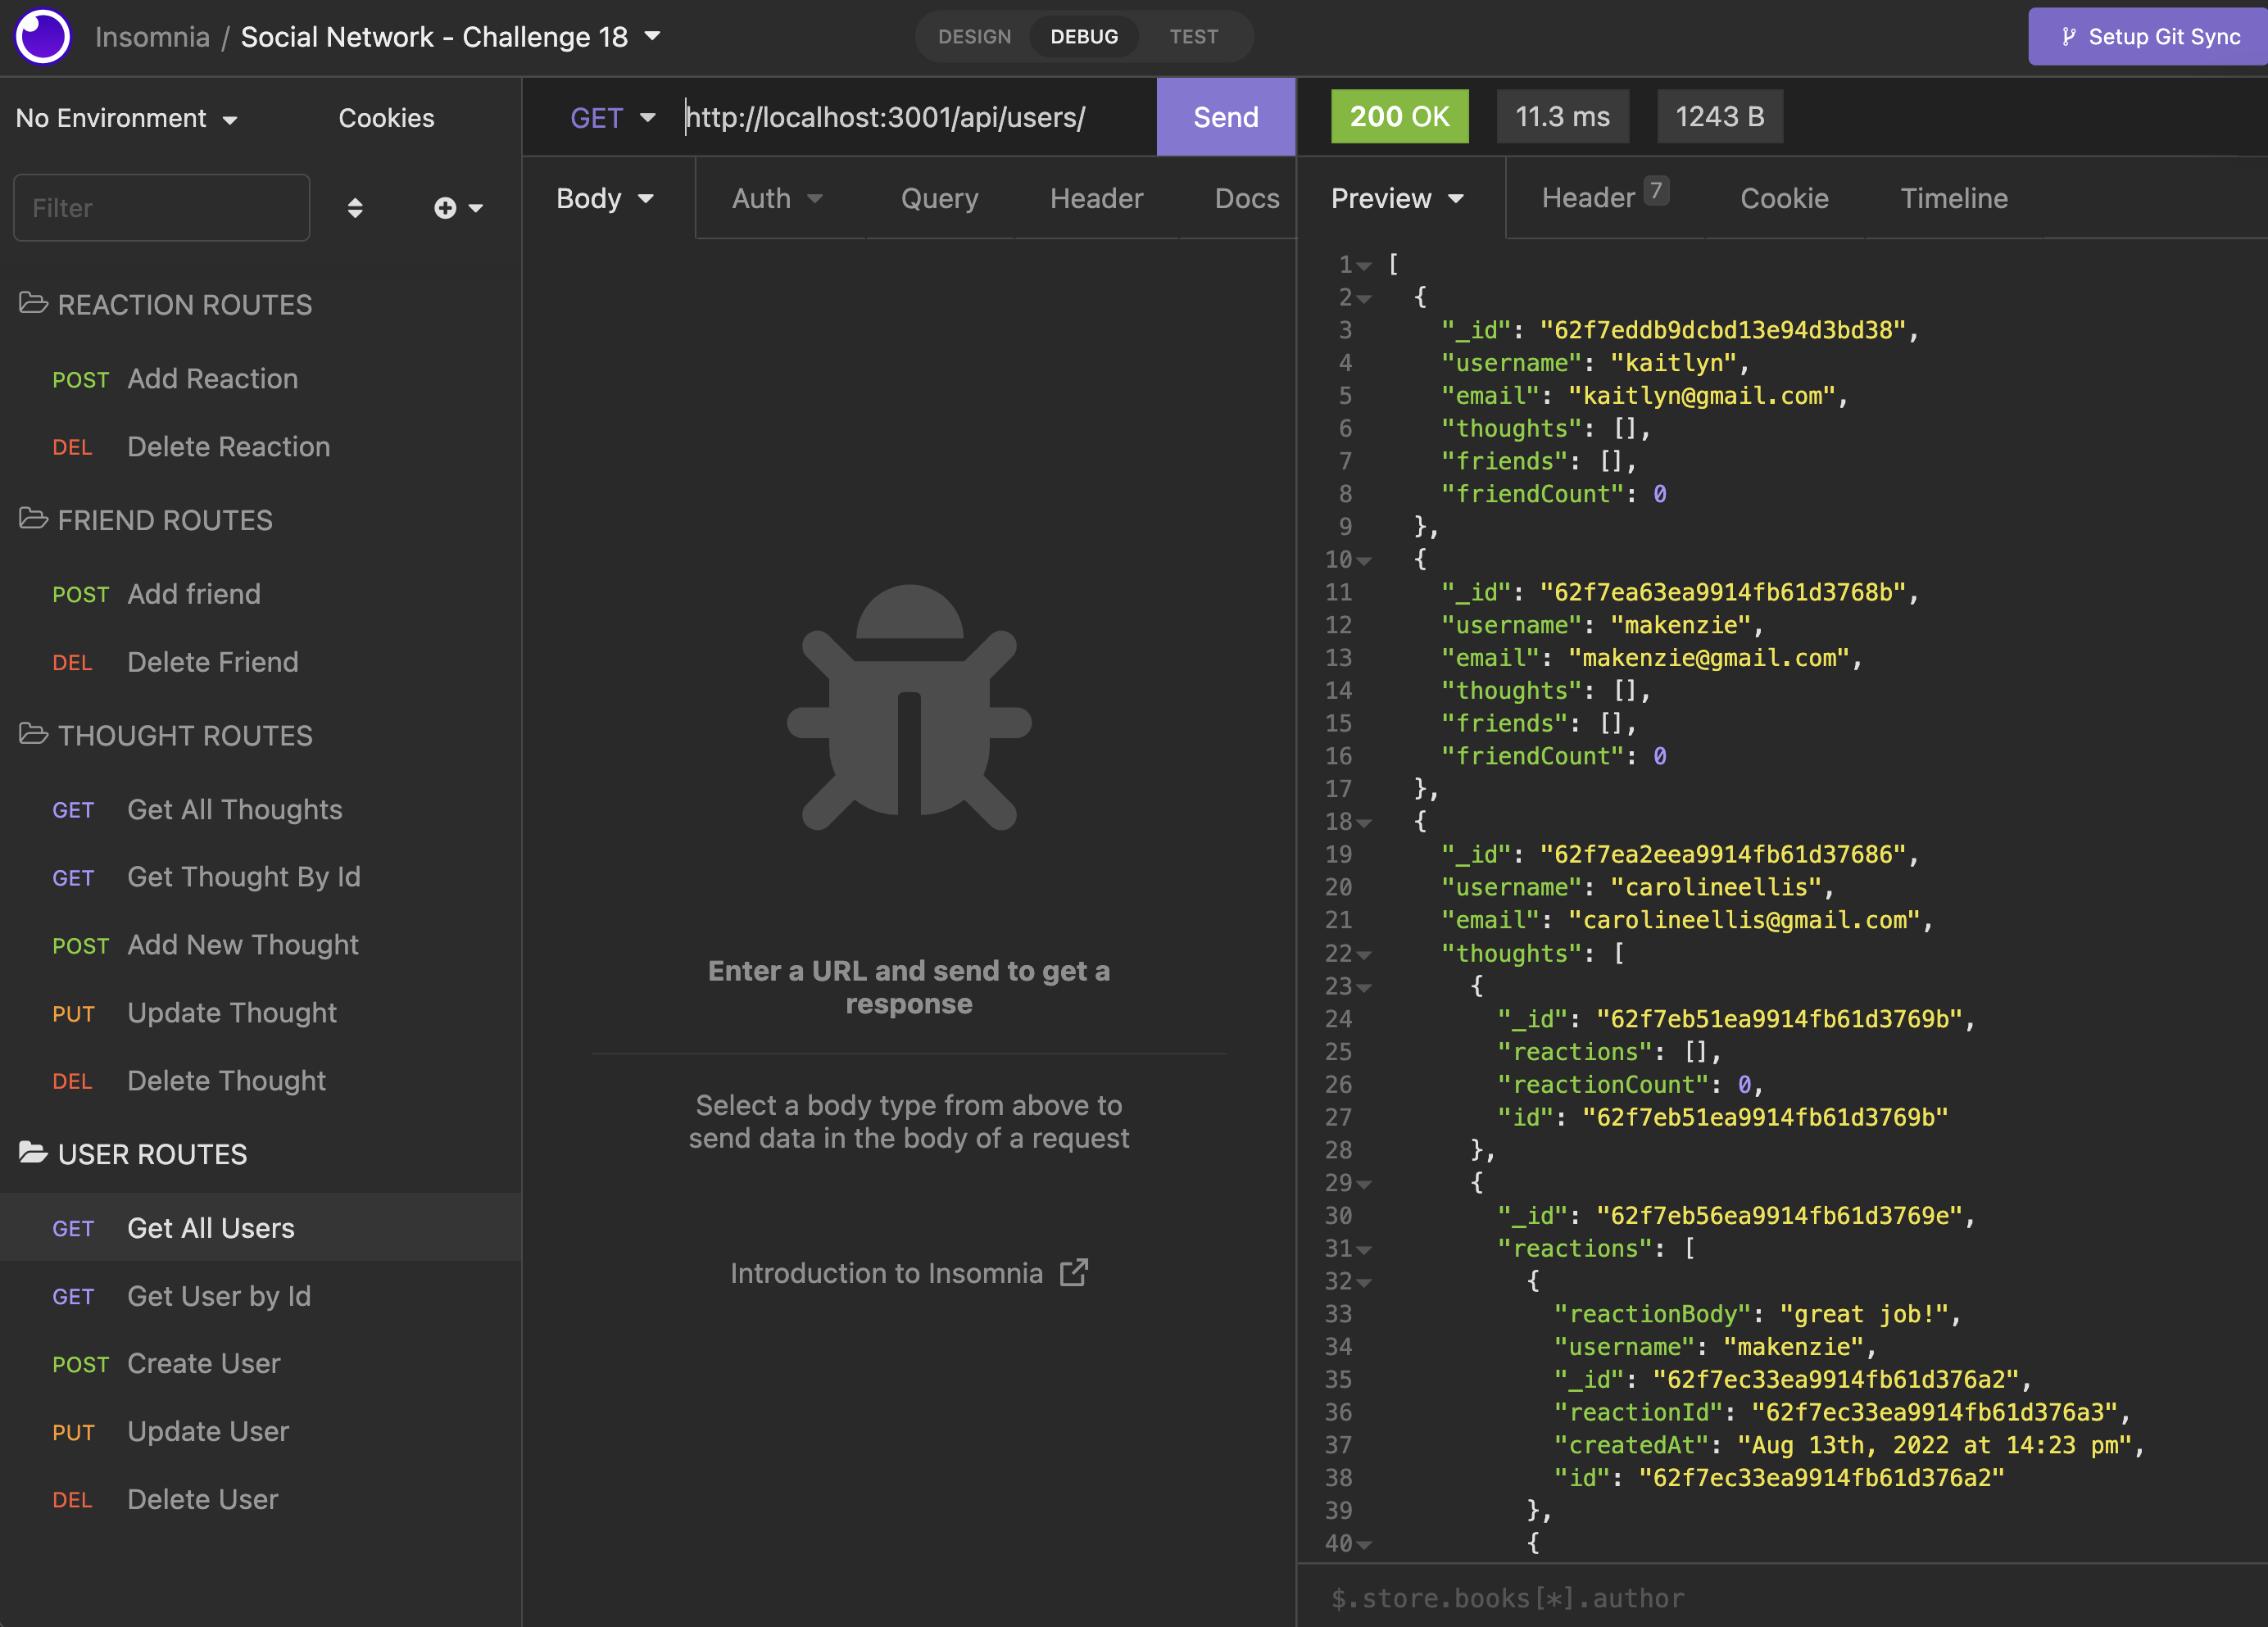 Insomnia / Social Network - Challenge 18
DESIGN DEBUG TEST
Setup Git Sync
No Environment Cookies
Filter
REACTION ROUTES
POST Add Reaction
DEL Delete Reaction
FRIEND ROUTES
POST Add friend
DEL Delete Friend
THOUGHT ROUTES
GET Get All Thoughts
GET Get Thought By Id
POST Add New Thought
PUT Update Thought
DEL Delete Thought
USER ROUTES
GET Get All Users
GET Get User by Id
POST Create User
PUT Update User
DEL Delete User
GET http://localhost:3001/api/users/ Send
Body Auth Query Header Docs
Enter a URL and send to get a
response
Select a body type from above to
send data in the body of a request
Introduction to Insomnia
200 OK 11.3 ms 1243 B
Preview Header 7 Cookie Timeline
1 [
2 {
3 "_id": "62f7eddb9dcbd13e94d3bd38",
4 "username": "kaitlyn",
5 "email": "kaitlyn@gmail.com",
6 "thoughts": [],
7 "friends": [],
8 "friendCount": 0
9 },
10 {
11 "_id": "62f7ea63ea9914fb61d3768b",
12 "username": "makenzie",
13 "email": "makenzie@gmail.com",
14 "thoughts": [],
15 "friends": [],
16 "friendCount": 0
17 },
18 {
19 "_id": "62f7ea2eea9914fb61d37686",
20 "username": "carolineellis",
21 "email": "carolineellis@gmail.com",
22 "thoughts": [
23 {
24 "_id": "62f7eb51ea9914fb61d3769b",
25 "reactions": [],
26 "reactionCount": 0,
27 "id": "62f7eb51ea9914fb61d3769b"
28 },
29 {
30 "_id": "62f7eb56ea9914fb61d3769e",
31 "reactions": [
32 {
33 "reactionBody": "great job!",
34 "username": "makenzie",
35 "_id": "62f7ec33ea9914fb61d376a2",
36 "reactionId": "62f7ec33ea9914fb61d376a3",
37 "createdAt": "Aug 13th, 2022 at 14:23 pm",
38 "id": "62f7ec33ea9914fb61d376a2"
39 },
40 {
$.store.books[*].author